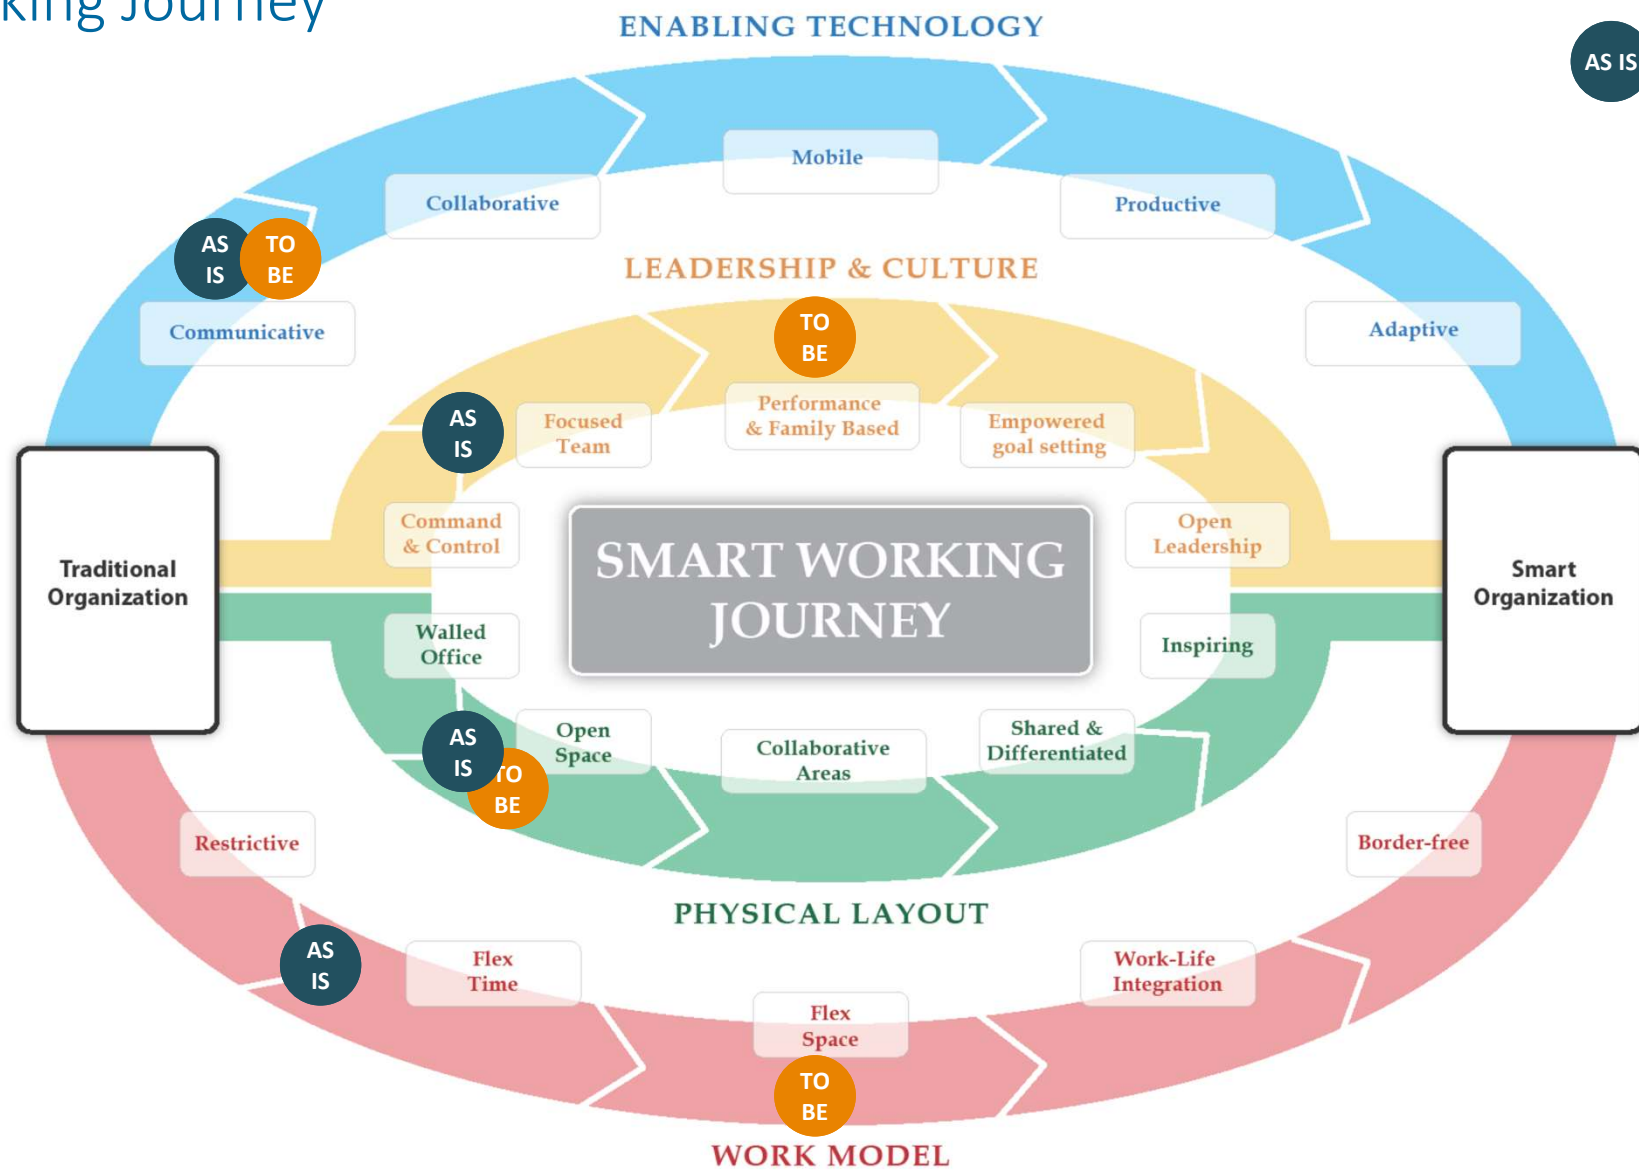 king Journey
ENABLING TECHNOLOGY
AS IS
Mobile
Collaborative
Productive
AS
IS
TO
BE
LEADERSHIP & CULTURE
Communicative
Adaptive
TO
BE
AS
IS
Focused
Team
Performance
& Family Based
Empowered
goal setting
Command
& Control
Open
Leadership
SMART WORKING
JOURNEY
Traditional
Organization
Smart
Organization
Walled
Office
Inspiring
AS
IS
TO
BE
Open
Space
Collaborative
Areas
Shared &
Differentiated
Restrictive
Border-free
PHYSICAL LAYOUT
AS
IS
Flex
Time
Flex
Space
Work-Life
Integration
TO
BE
WORK MODEL